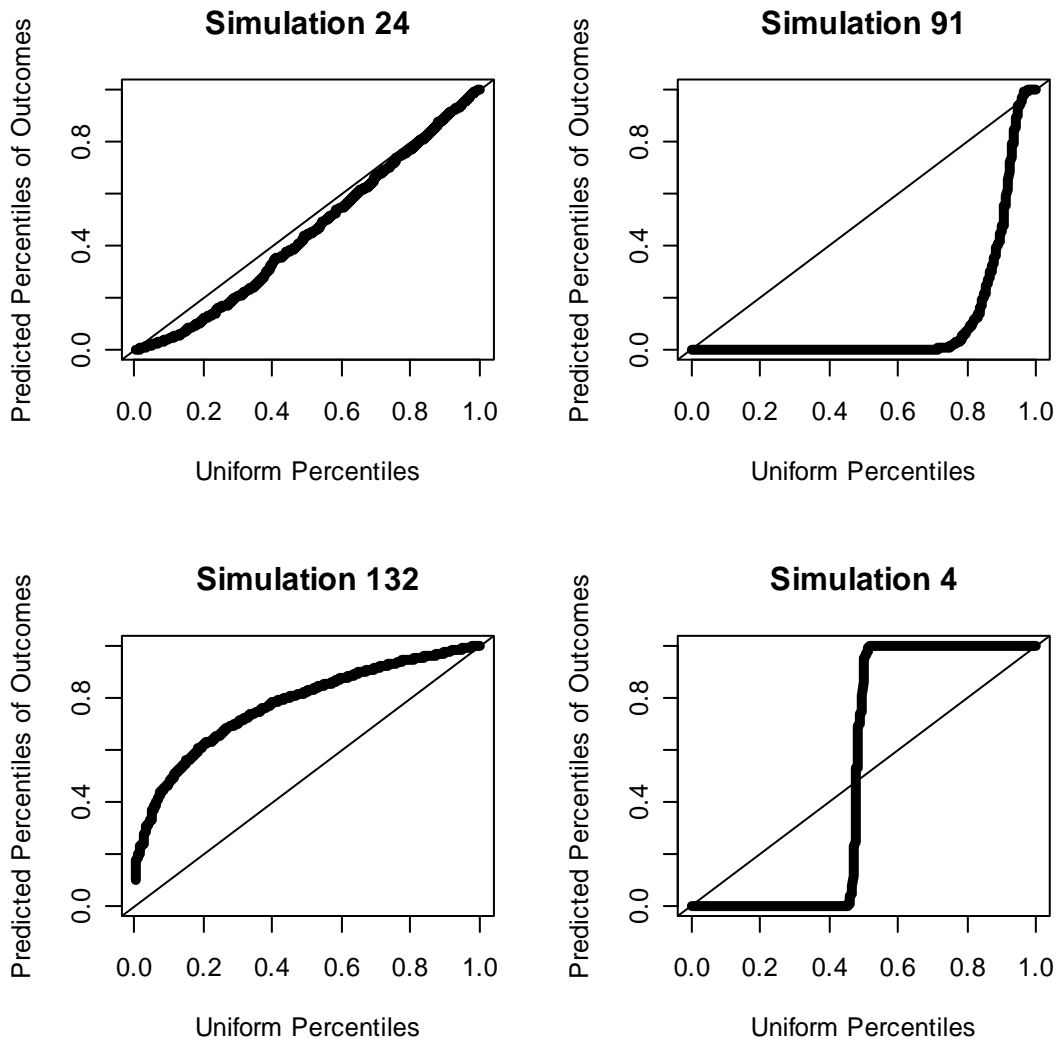 Simulation 24
Predicted Percentiles of Outcomes
0.0 0.4 0.8
0.0 0.2 0.4 0.6 0.8 1.0
Uniform Percentiles
Simulation 91
Predicted Percentiles of Outcomes
0.0 0.4 0.8
0.0 0.2 0.4 0.6 0.8 1.0
Uniform Percentiles
Simulation 132
Predicted Percentiles of Outcomes
0.0 0.4 0.8
0.0 0.2 0.4 0.6 0.8 1.0
Uniform Percentiles
Simulation 4
Predicted Percentiles of Outcomes
0.0 0.4 0.8
0.0 0.2 0.4 0.6 0.8 1.0
Uniform Percentiles